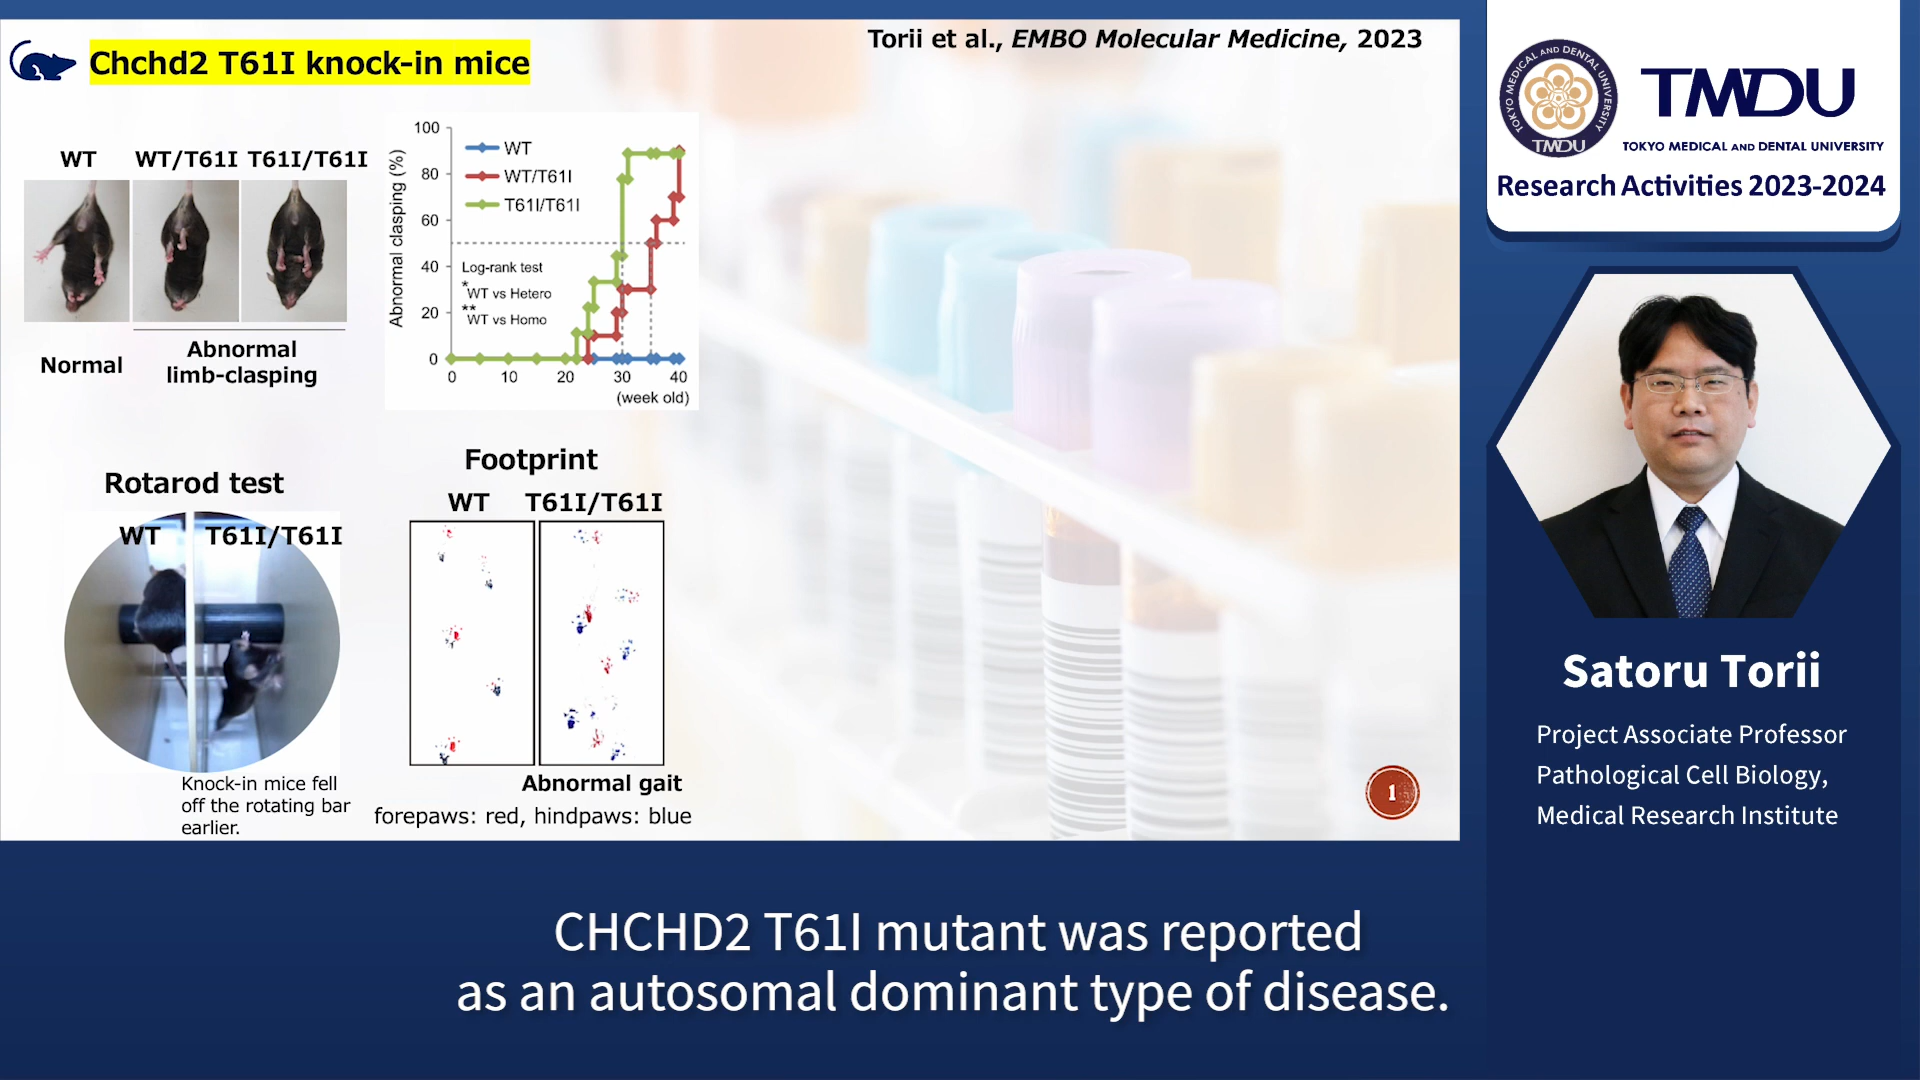 Chchd2 T61I knock-in mice
Torii et al., EMBO Molecular Medicine, 2023
WT WT/T61I T61I/T61I
Normal
Abnormal
limb-clasping
Abnormal clasping (%)
100
80
60
40
20
0
WT
WT/T61I
T61I/T61I
Log-rank test
*WT vs Hetero
**WT vs Homo
0 10 20 30 40
(week old)
Rotarod test
WT T61I/T61I
Knock-in mice fell
off the rotating bar
earlier.
Footprint
WT T61I/T61I
Abnormal gait
forepaws: red, hindpaws: blue
1
TOKYO MEDICAL AND DENTAL UNIVERSITY
TMDU
TMDU
TOKYO MEDICAL AND DENTAL UNIVERSITY
Research Activities 2023-2024
Satoru Torii
Project Associate Professor
Pathological Cell Biology,
Medical Research Institute
CHCHD2 T61I mutant was reported
as an autosomal dominant type of disease.